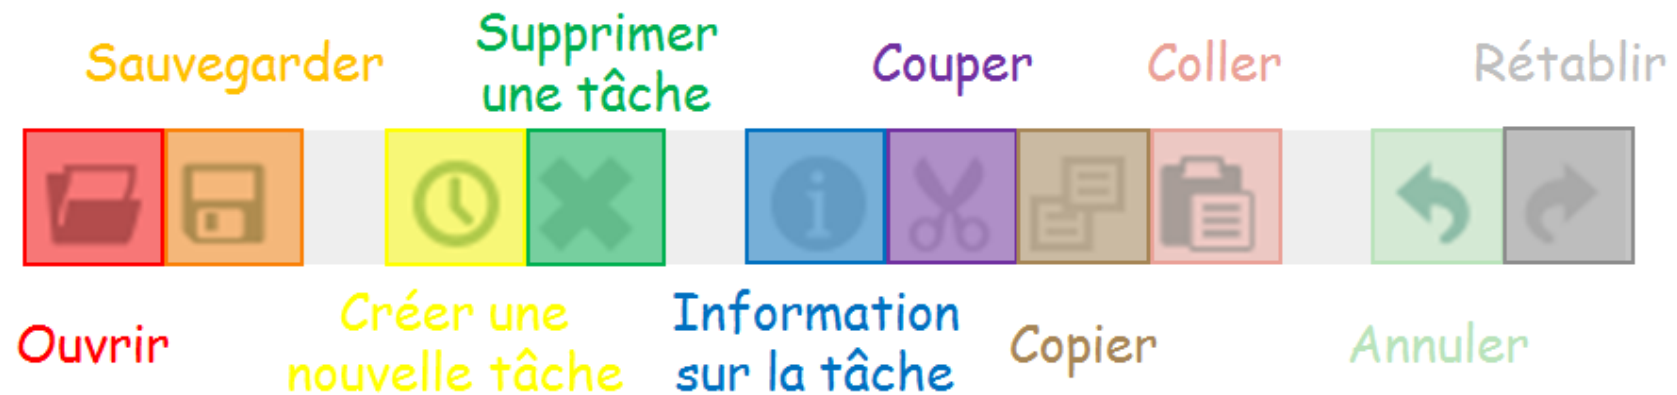 Sauvegarder
Supprimer
une tâche
Couper
Coller
Rétablir
Ouvrir
Créer une
nouvelle tâche
Information
sur la tâche
Copier
Annuler